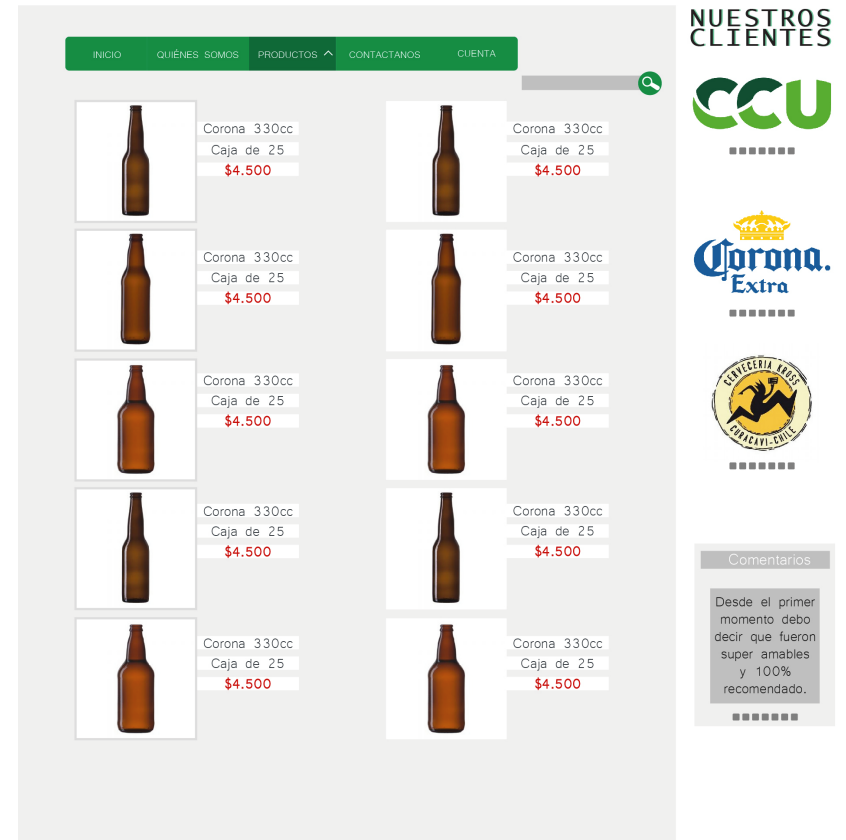 INICIO
QUIÉNES SOMOS
PRODUCTOS
CONTACTANOS
CUENTA
Corona 330cc
Caja de 25
$4.500
Corona 330cc
Caja de 25
$4.500
Corona 330cc
Caja de 25
$4.500
Corona 330cc
Caja de 25
$4.500
Corona 330cc
Caja de 25
$4.500
Corona 330cc
Caja de 25
$4.500
Corona 330cc
Caja de 25
$4.500
Corona 330cc
Caja de 25
$4.500
Corona 330cc
Caja de 25
$4.500
Corona 330cc
Caja de 25
$4.500
NUESTROS
CLIENTES
CCU
Corona.
Extra
CERVECERIA KROSS
CURACAVI-CHILE
Comentarios
Desde el primer
momento debo
decir que fueron
super amables
y 100%
recomendado.